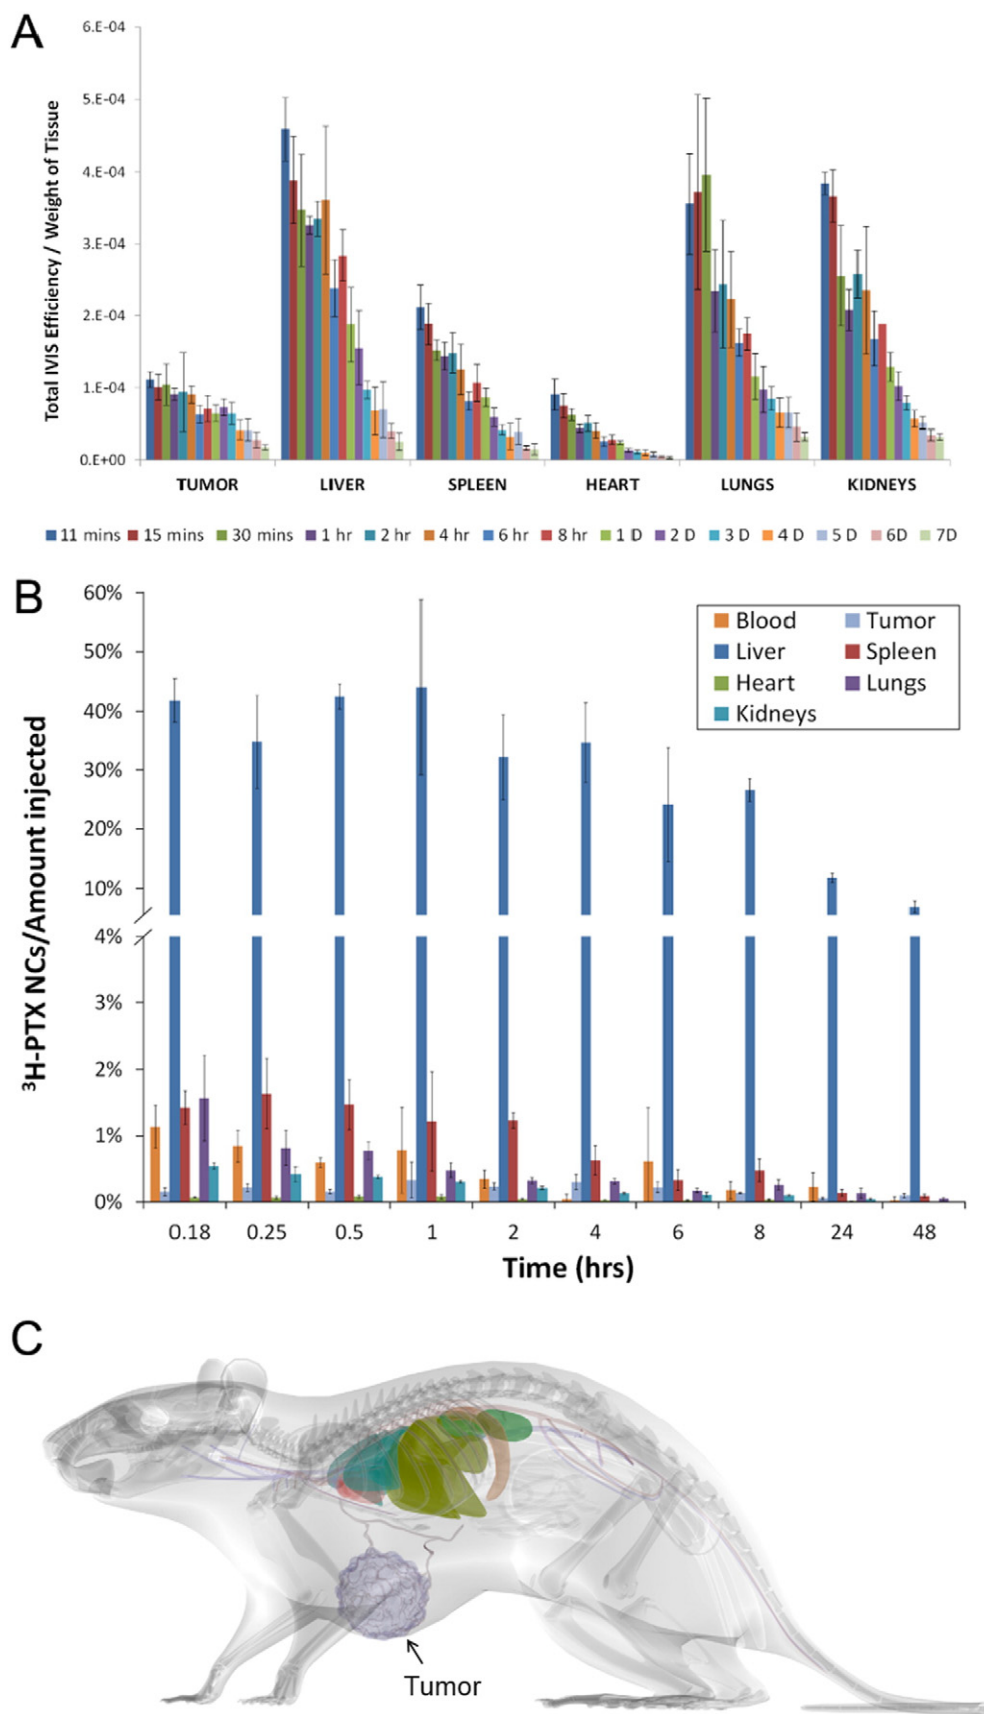 A
Total IVIS Efficiency / Weight of Tissue
6.E-04
5.E-04
4.E-04
3.E-04
2.E-04
1.E-04
0.E+00
TUMOR LIVER SPLEEN HEART LUNGS KIDNEYS
11 mins 15 mins 30 mins 1 hr 2 hr 4 hr 6 hr 8 hr 1 D 2 D 3 D 4 D 5 D 6D 7D
B
³H-PTX NCs/Amount injected
60%
50%
40%
30%
20%
10%
4%
3%
2%
1%
0%
Blood Tumor
Liver Spleen
Heart Lungs
Kidneys
0.18 0.25 0.5 1 2 4 6 8 24 48
Time (hrs)
C
Tumor